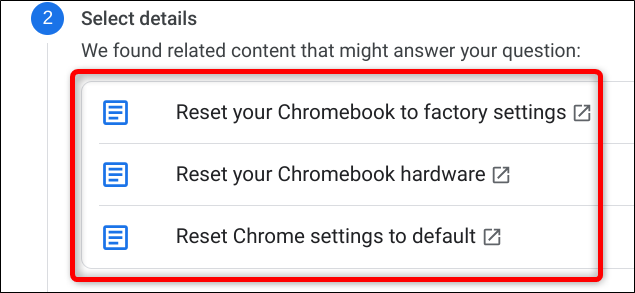 2 Select details
We found related content that might answer your question:
Reset your Chromebook to factory settings
Reset your Chromebook hardware
Reset Chrome settings to default